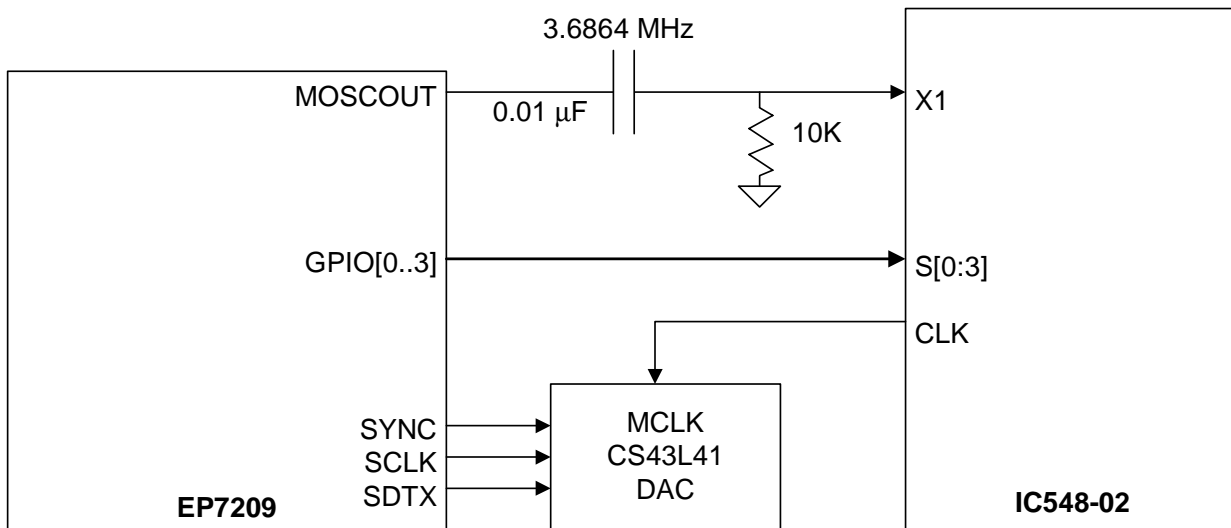 3.6864 MHz
MOSCOUT
0.01 μF
10K
X1
GPIO[0..3]
S[0:3]
CLK
SYNC
SCLK
SDTX
MCLK
CS43L41
DAC
EP7209
IC548-02